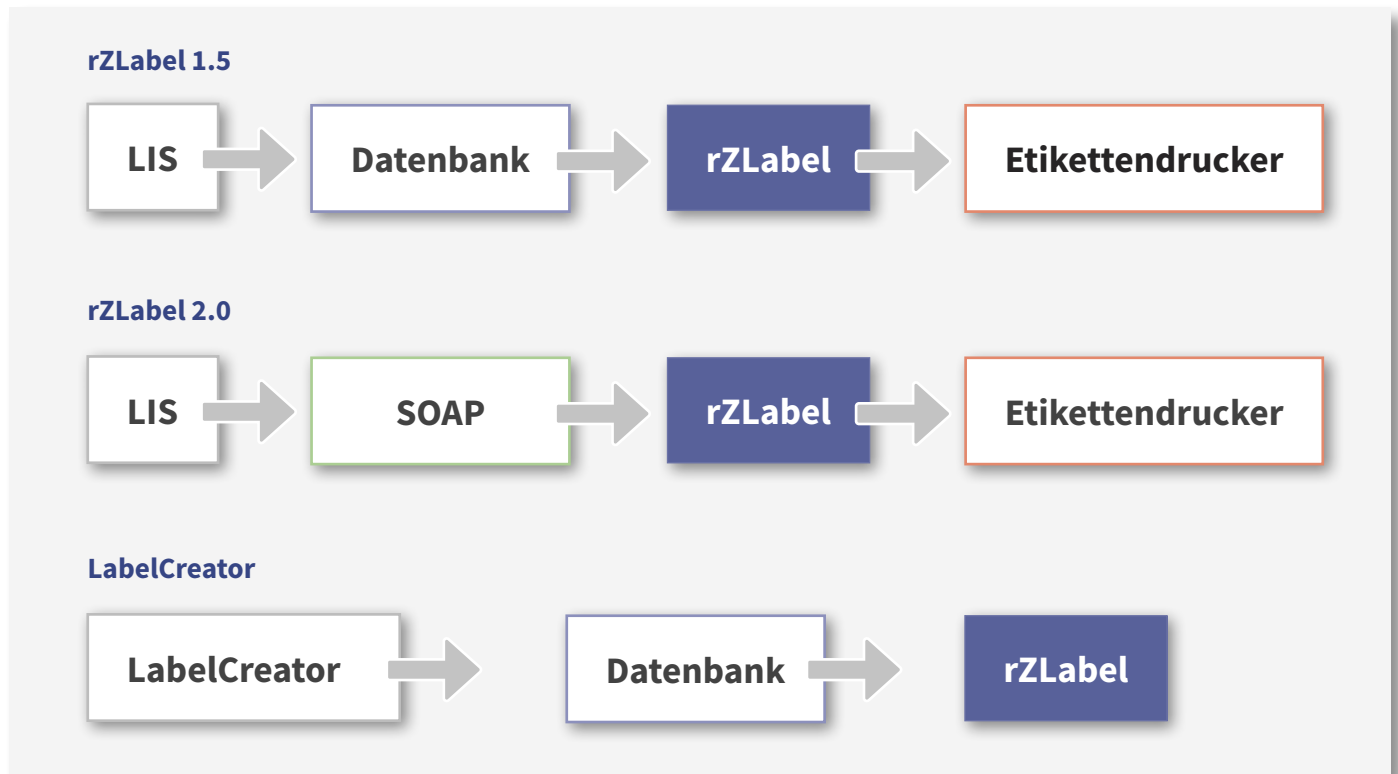 rZLabel 1.5
LIS Datenbank rZLabel Etikettendrucker
rZLabel 2.0
LIS SOAP rZLabel Etikettendrucker
LabelCreator
LabelCreator Datenbank rZLabel